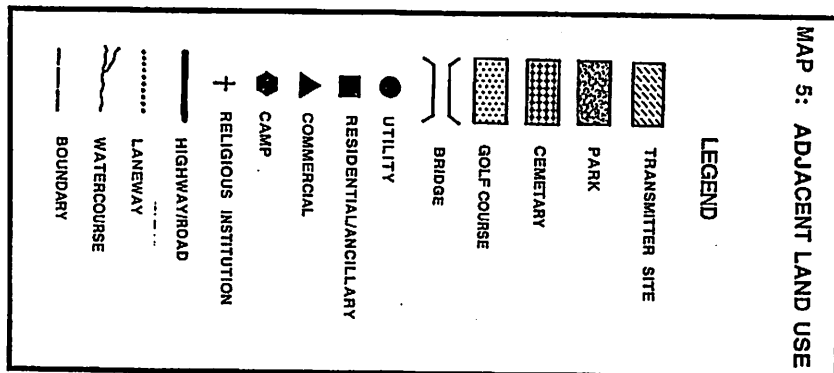 MAP 5: ADJACENT LAND USE
LEGEND
TRANSMITTER SITE
PARK
CEMETARY
GOLF COURSE
BRIDGE
UTILITY
RESIDENTIAL/ANCILLARY
COMMERCIAL
CAMP
RELIGIOUS INSTITUTION
HIGHWAY/ROAD
LANEWAY
WATERCOURSE
BOUNDARY